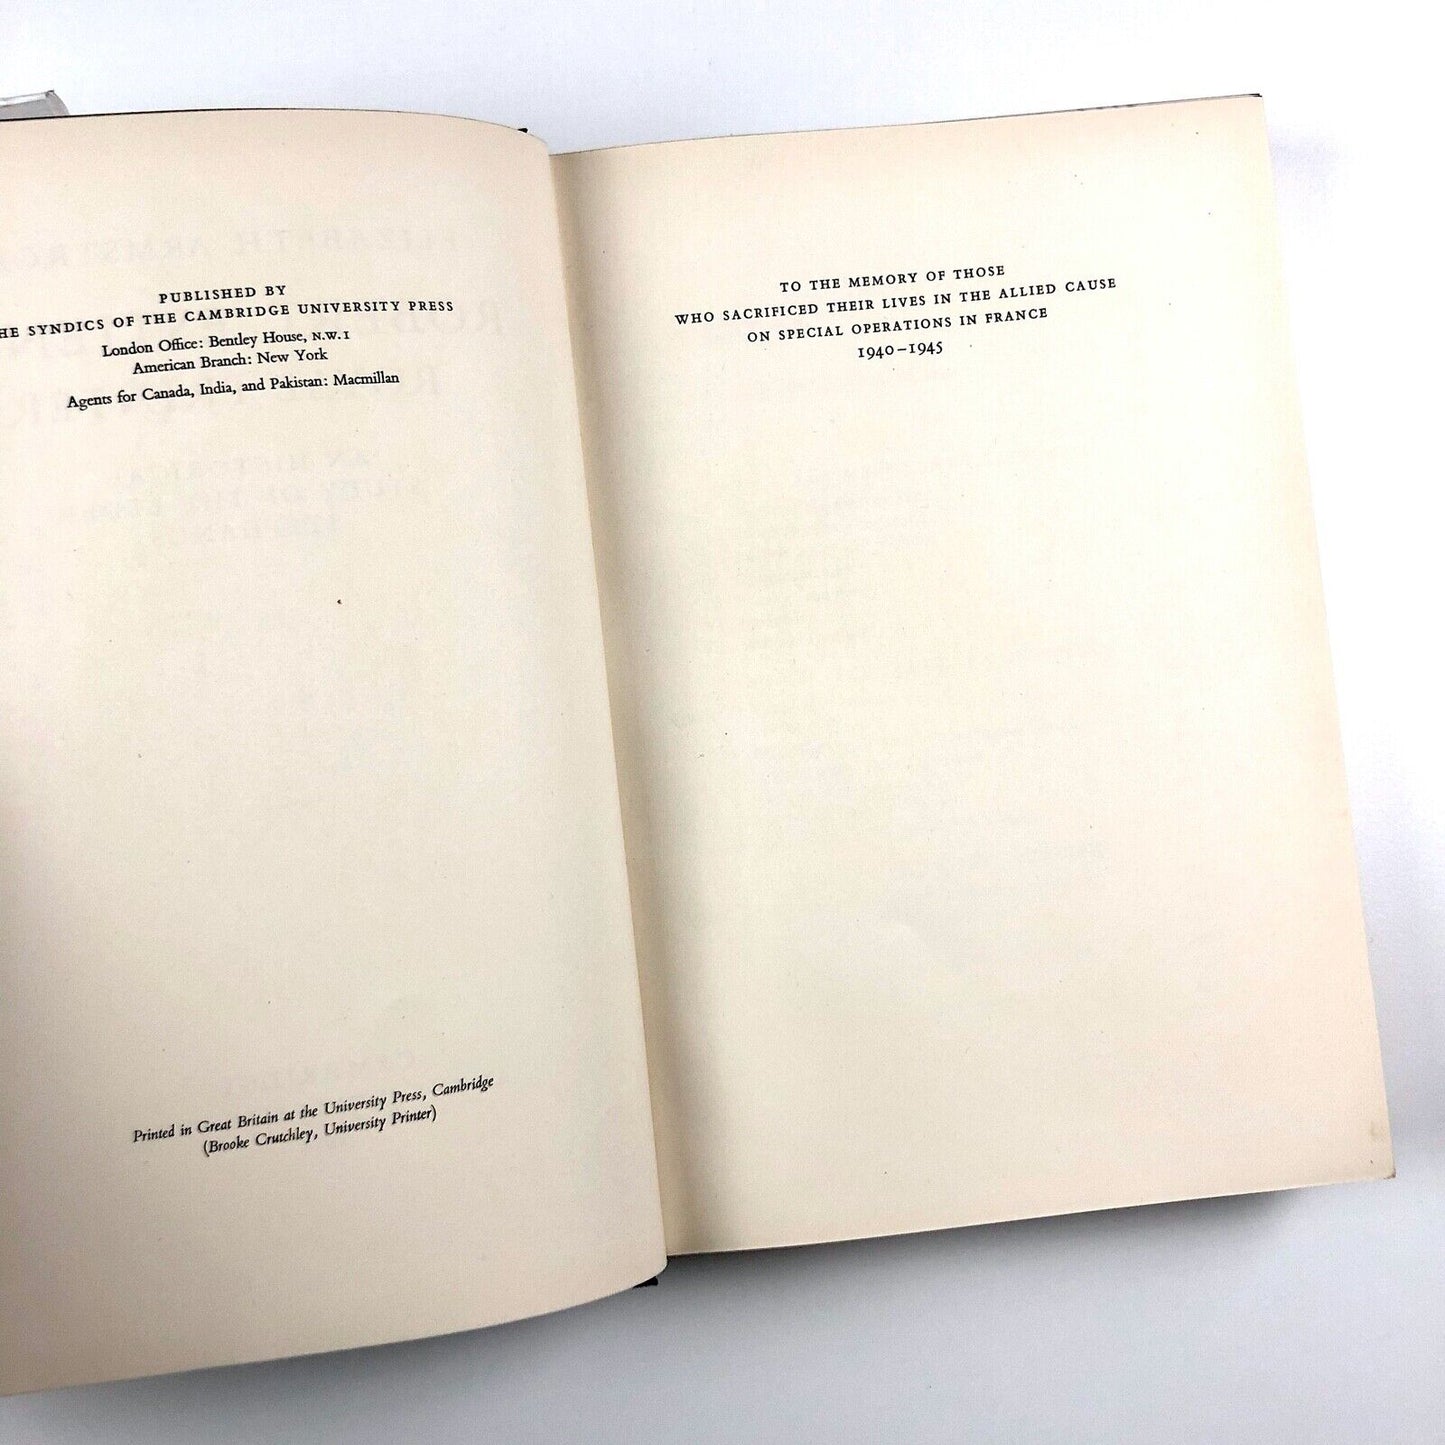 PUBLISHED BY
HE SYNDICS OF THE CAMBRIDGE UNIVERSITY PRESS
London Office: Bentley House, N.W.I
American Branch: New York
Agents for Canada, India, and Pakistan: Macmillan
Printed in Great Britain at the University Press, Cambridge
(Brooke Crutchley, University Printer)
TO THE MEMORY OF THOSE
WHO SACRIFICED THEIR LIVES IN THE ALLIED CAUSE
ON SPECIAL OPERATIONS IN FRANCE
1940–1945